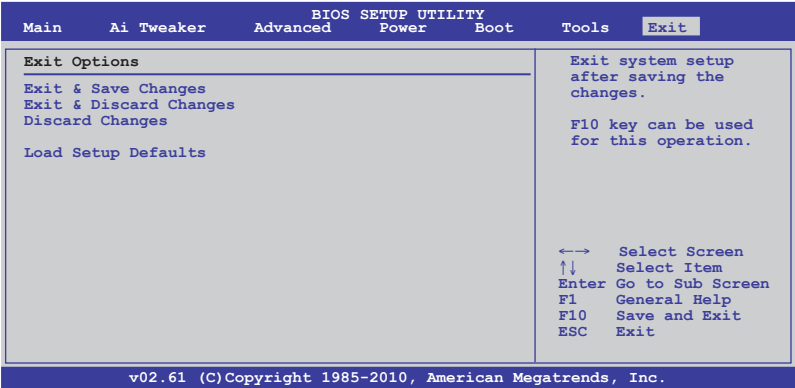 BIOS SETUP UTILITY
Main Ai Tweaker Advanced Power Boot Tools Exit
Exit Options
Exit & Save Changes
Exit & Discard Changes
Discard Changes
Load Setup Defaults
Exit system setup
after saving the
changes.
F10 key can be used
for this operation.
←→ Select Screen
↑↓ Select Item
Enter Go to Sub Screen
F1 General Help
F10 Save and Exit
ESC Exit
v02.61 (C)Copyright 1985-2010, American Megatrends, Inc.